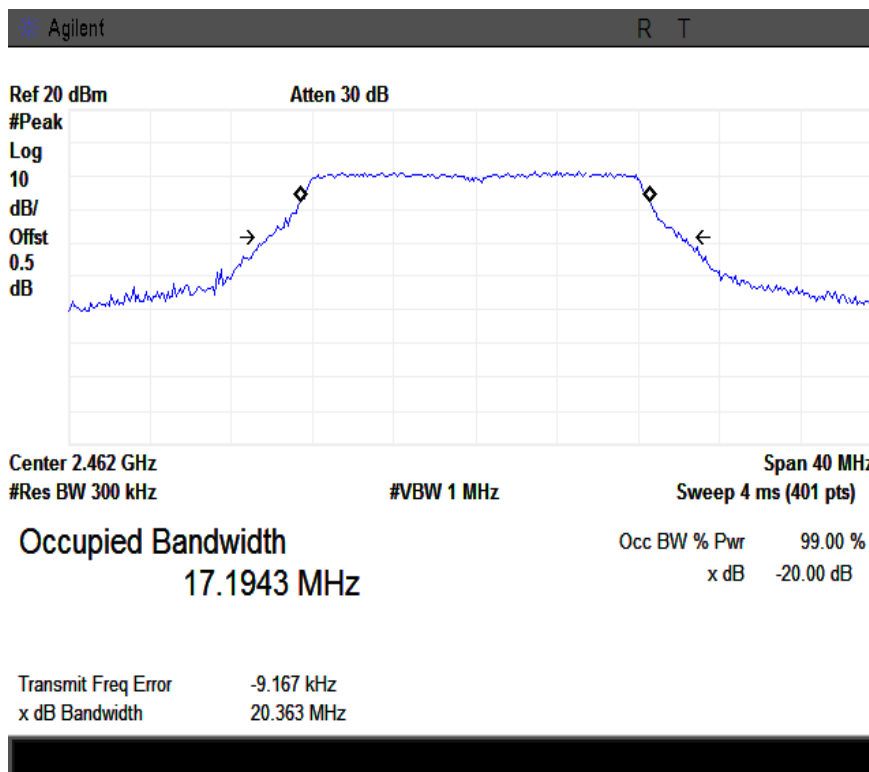 Agilent
R T
Ref 20 dBm Atten 30 dB
#Peak
Log
10
dB/
Offst
0.5
dB
Center 2.462 GHz Span 40 MHz
#Res BW 300 kHz #VBW 1 MHz Sweep 4 ms (401 pts)
Occupied Bandwidth Occ BW % Pwr 99.00 %
17.1943 MHz x dB -20.00 dB
Transmit Freq Error -9.167 kHz
x dB Bandwidth 20.363 MHz